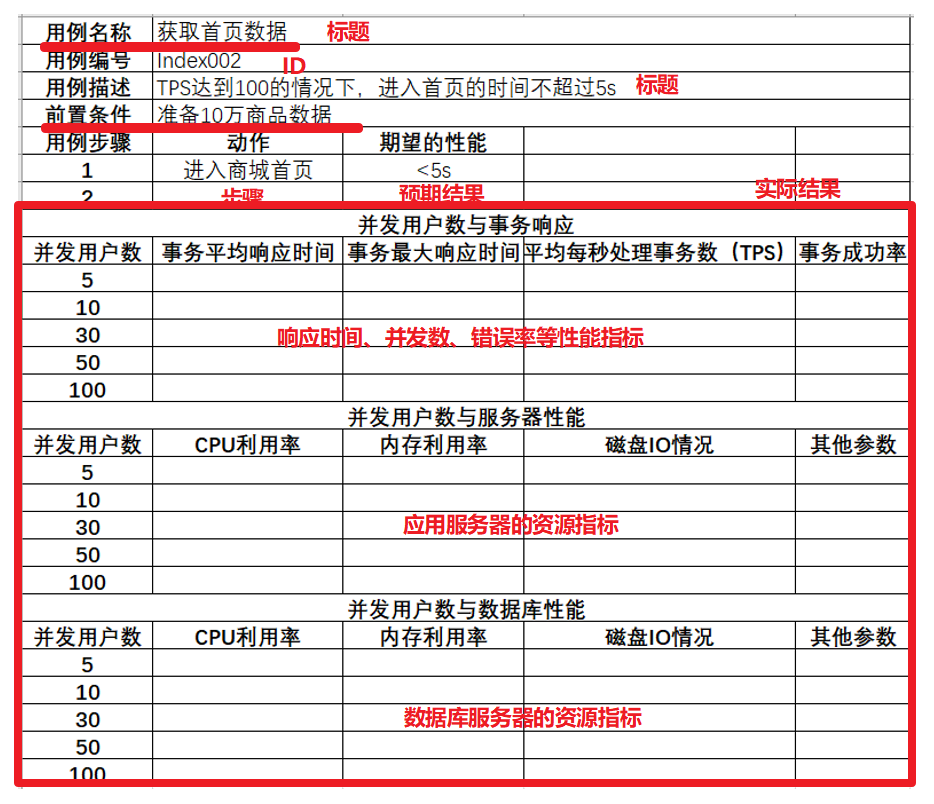 用例名称 获取首页数据 标题
用例编号 Index002 ID
用例描述 TPS达到100的情况下，进入首页的时间不超过5s 标题
前置条件 准备10万商品数据
用例步骤 动作 期望的性能
1 进入商城首页 <5s
2 步骤 预期结果 实际结果
并发用户数与事务响应
并发用户数 事务平均响应时间 事务最大响应时间 平均每秒处理事务数（TPS） 事务成功率
5
10
30 响应时间、并发数、错误率等性能指标
50
100
并发用户数与服务器性能
并发用户数 CPU利用率 内存利用率 磁盘IO情况 其他参数
5
10
30 应用服务器的资源指标
50
100
并发用户数与数据库性能
并发用户数 CPU利用率 内存利用率 磁盘IO情况 其他参数
5
10
30 数据库服务器的资源指标
50
100